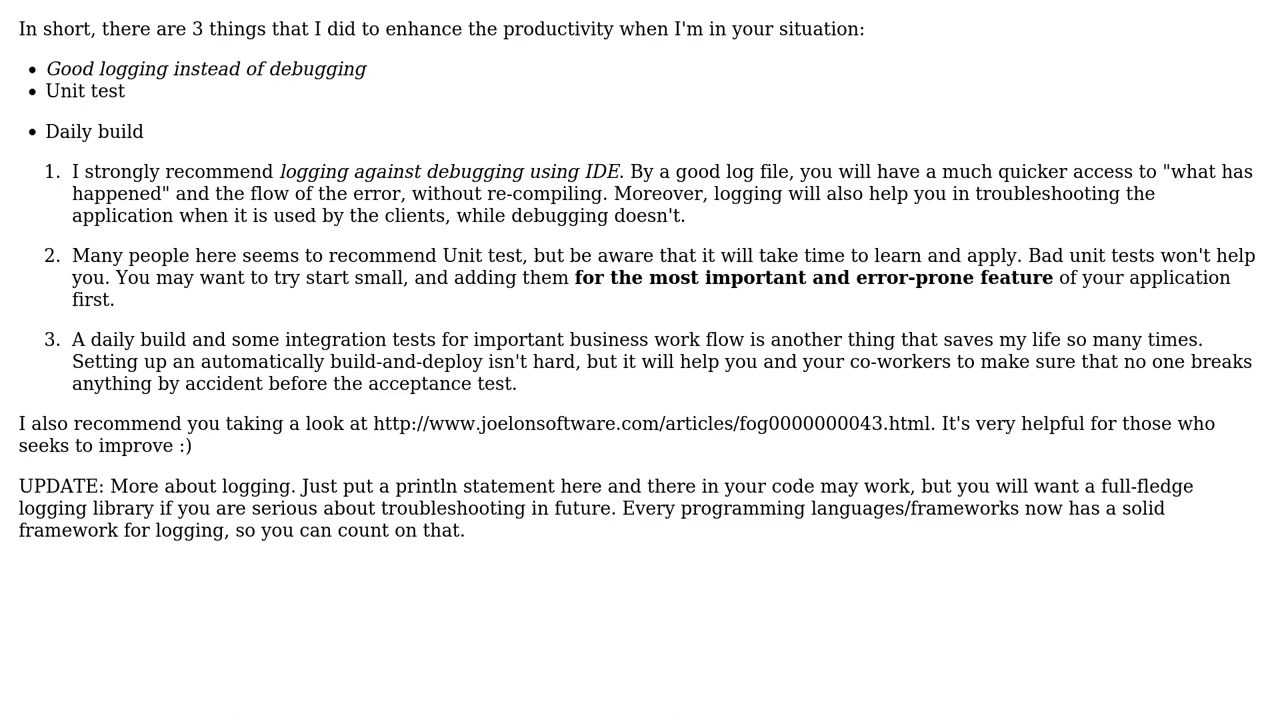 In short, there are 3 things that I did to enhance the productivity when I'm in your situation:
• Good logging instead of debugging
• Unit test
• Daily build
1. I strongly recommend logging against debugging using IDE. By a good log file, you will have a much quicker access to "what has
happened" and the flow of the error, without re-compiling. Moreover, logging will also help you in troubleshooting the
application when it is used by the clients, while debugging doesn't.
2. Many people here seems to recommend Unit test, but be aware that it will take time to learn and apply. Bad unit tests won't help
you. You may want to try start small, and adding them for the most important and error-prone feature of your application
first.
3. A daily build and some integration tests for important business work flow is another thing that saves my life so many times.
Setting up an automatically build-and-deploy isn't hard, but it will help you and your co-workers to make sure that no one breaks
anything by accident before the acceptance test.
I also recommend you taking a look at http://www.joelonsoftware.com/articles/fog0000000043.html. It's very helpful for those who
seeks to improve :)
UPDATE: More about logging. Just put a println statement here and there in your code may work, but you will want a full-fledge
logging library if you are serious about troubleshooting in future. Every programming languages/frameworks now has a solid
framework for logging, so you can count on that.